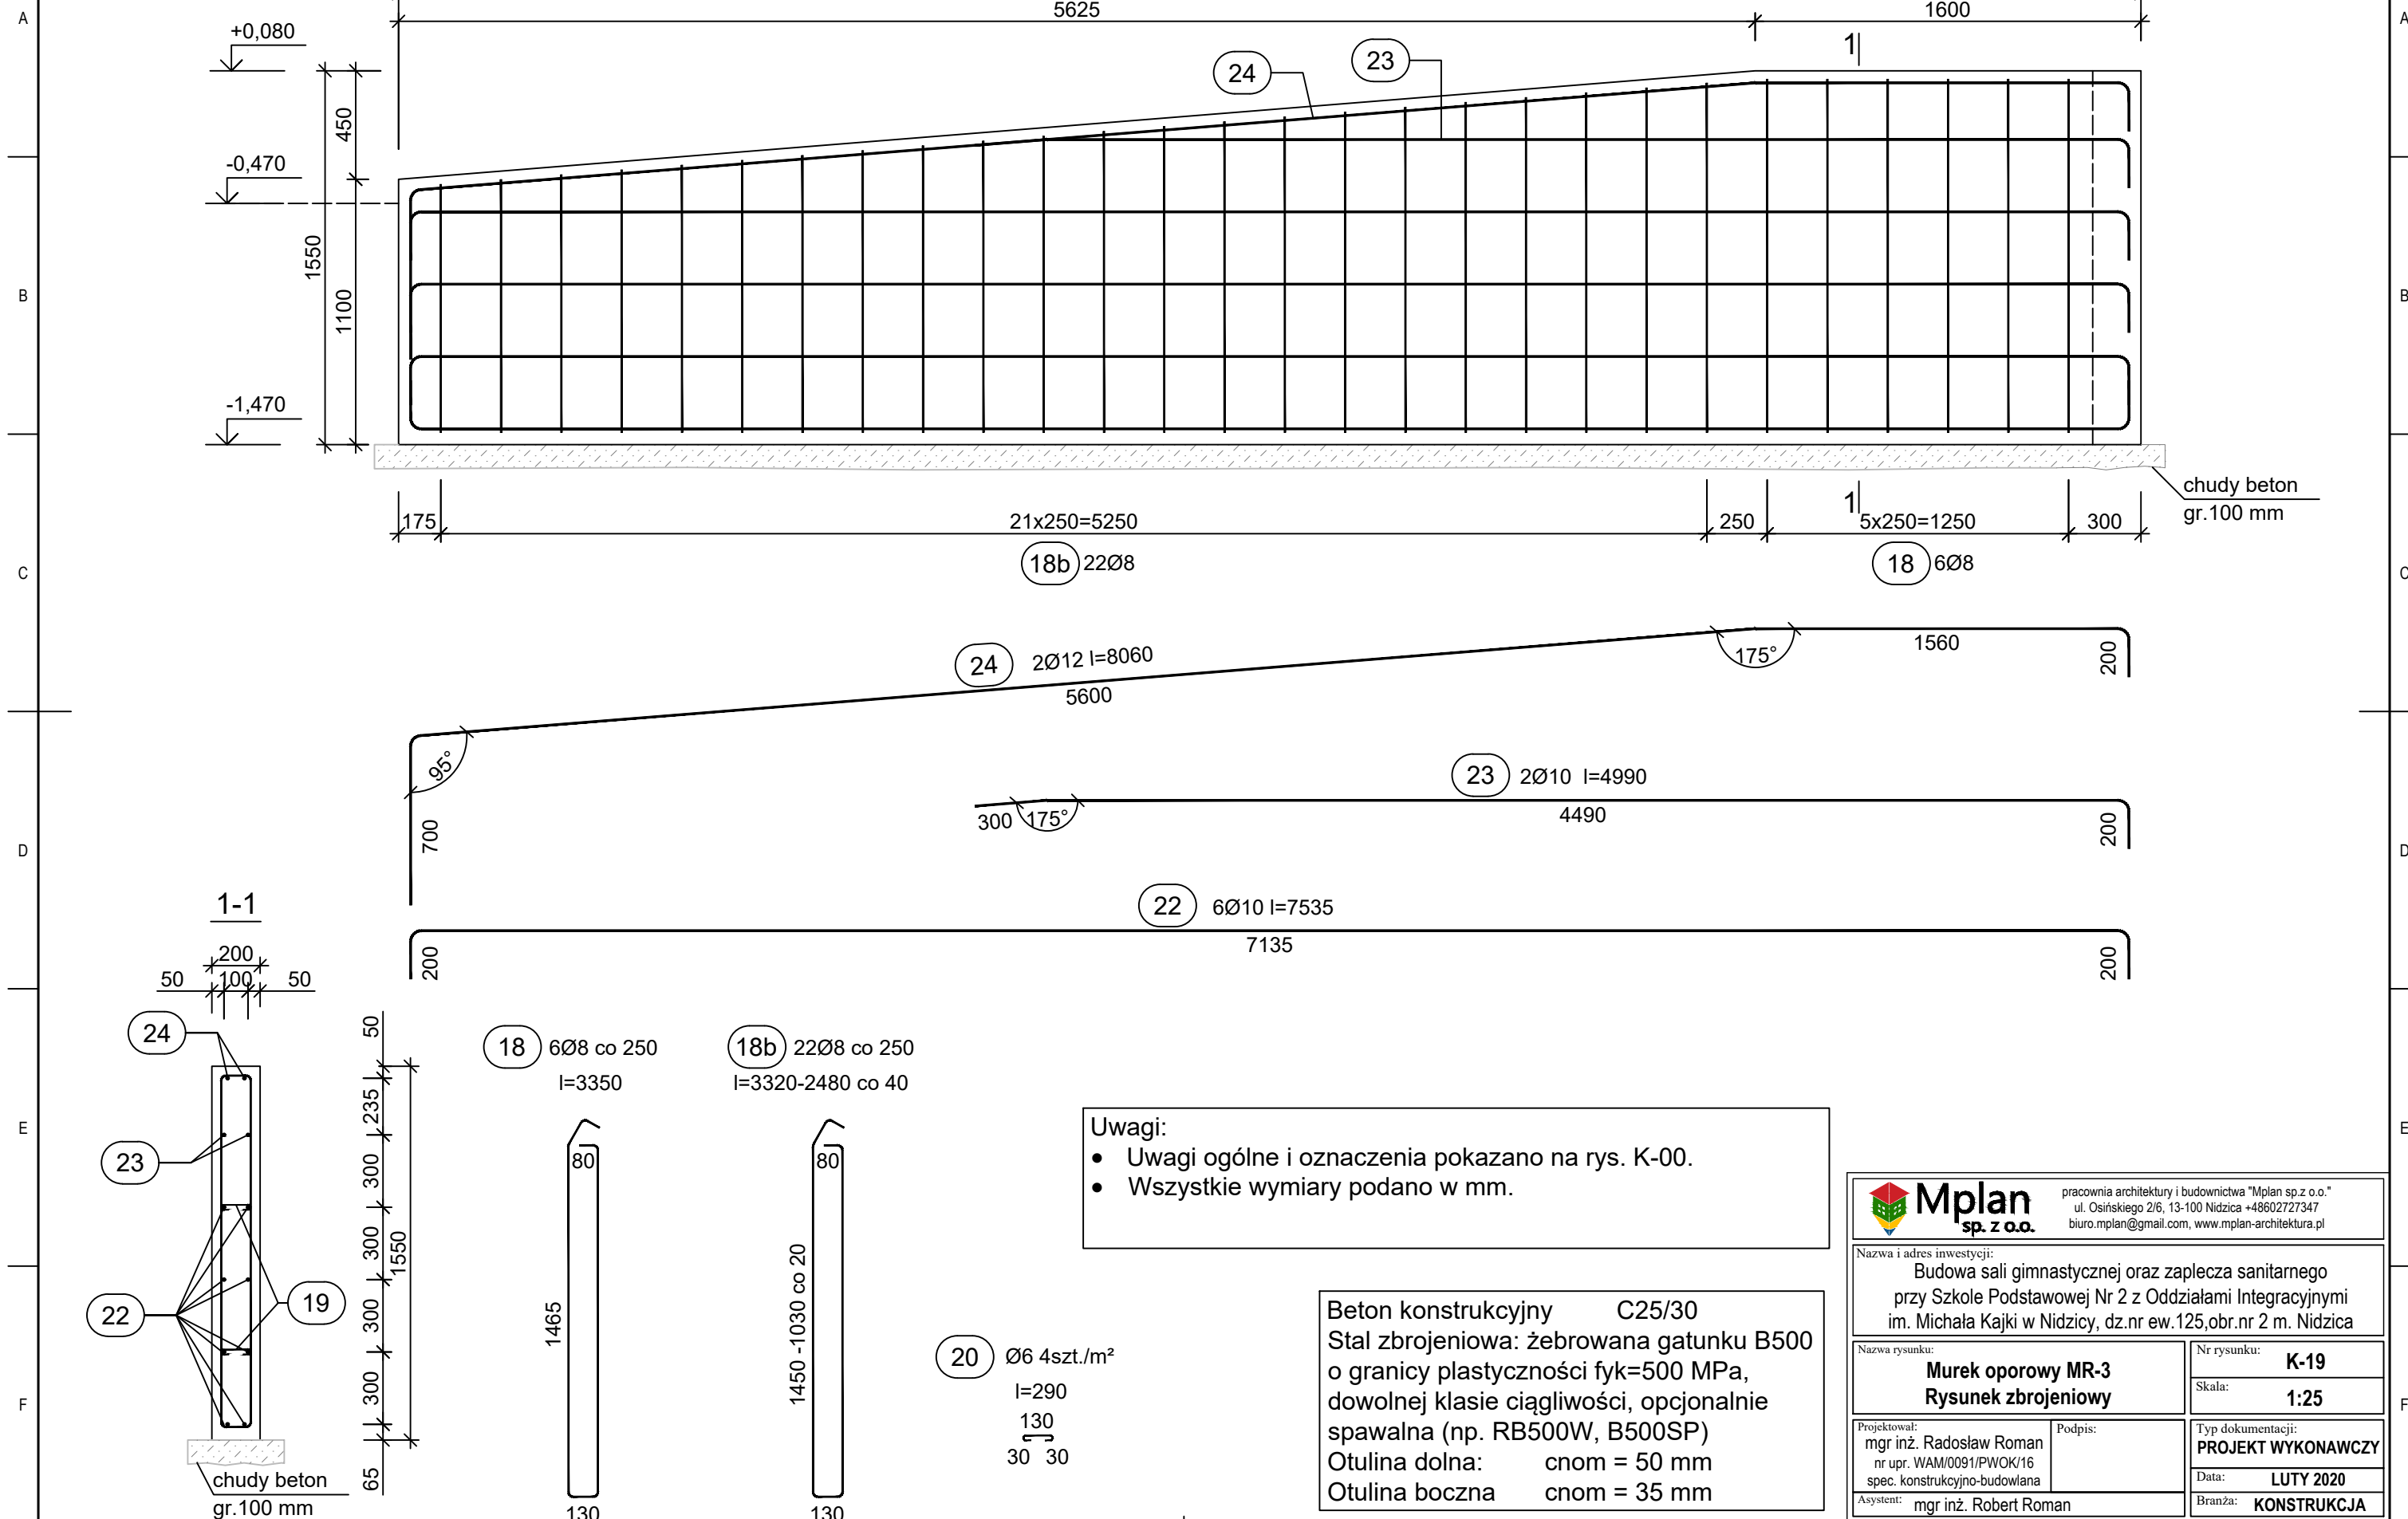 A
A
5625
1600
+0,080
24
23
1
450
-0,470
1550
B
B
1100
-1,470
chudy beton
gr.100 mm
175
21x250=5250
250
1
5x250=1250
300
18b 22Ø8
18 6Ø8
C
C
24 2Ø12 l=8060
5600
175°
1560
200
95°
700
23 2Ø10 l=4990
300 175°
4490
200
D
D
22 6Ø10 l=7535
7135
200
200
1-1
200
50 100 50
24
23
22
19
50
235
300
300
300
300
65
1550
chudy beton
gr.100 mm
18 6Ø8 co 250
l=3350
80
1465
130
18b 22Ø8 co 250
l=3320-2480 co 40
80
1450 -1030 co 20
130
20 Ø6 4szt./m²
l=290
130
30 30
E
E
F
F
Uwagi:
• Uwagi ogólne i oznaczenia pokazano na rys. K-00.
• Wszystkie wymiary podano w mm.
Beton konstrukcyjny C25/30
Stal zbrojeniowa: żebrowana gatunku B500
o granicy plastyczności fyk=500 MPa,
dowolnej klasie ciągliwości, opcjonalnie
spawalna (np. RB500W, B500SP)
Otulina dolna: cnom = 50 mm
Otulina boczna cnom = 35 mm
Mplan
sp. z o.o.
pracownia architektury i budownictwa "Mplan sp.z o.o."
ul. Osińskiego 2/6, 13-100 Nidzica +48602727347
biuro.mplan@gmail.com, www.mplan-architektura.pl
Nazwa i adres inwestycji:
Budowa sali gimnastycznej oraz zaplecza sanitarnego
przy Szkole Podstawowej Nr 2 z Oddziałami Integracyjnymi
im. Michała Kajki w Nidzicy, dz.nr ew.125,obr.nr 2 m. Nidzica
Nazwa rysunku:
Murek oporowy MR-3
Rysunek zbrojeniowy
Nr rysunku:
K-19
Skala:
1:25
Projektował:
mgr inż. Radosław Roman
nr upr. WAM/0091/PWOK/16
spec. konstrukcyjno-budowlana
Podpis:
Typ dokumentacji:
PROJEKT WYKONAWCZY
Data: LUTY 2020
Asystent: mgr inż. Robert Roman
Branża: KONSTRUKCJA